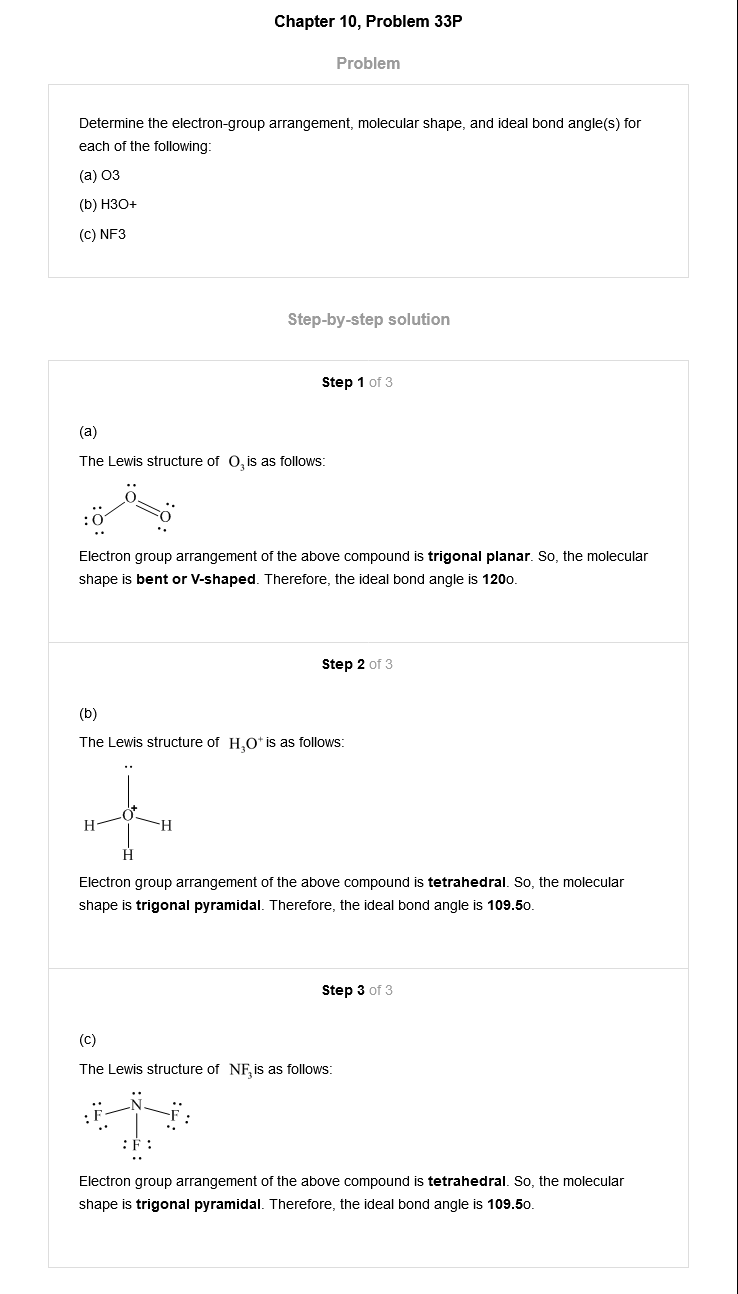 Chapter 10, Problem 33P
Problem
Determine the electron-group arrangement, molecular shape, and ideal bond angle(s) for
each of the following:
(a) O3
(b) H3O+
(c) NF3
Step-by-step solution
Step 1 of 3
(a)
The Lewis structure of O₃ is as follows:
O
:O O
Electron group arrangement of the above compound is trigonal planar. So, the molecular
shape is bent or V-shaped. Therefore, the ideal bond angle is 120o.
Step 2 of 3
(b)
The Lewis structure of H₃O⁺ is as follows:
O+
H H
H
Electron group arrangement of the above compound is tetrahedral. So, the molecular
shape is trigonal pyramidal. Therefore, the ideal bond angle is 109.5o.
Step 3 of 3
(c)
The Lewis structure of NF₃ is as follows:
N
:F F:
:F:
Electron group arrangement of the above compound is tetrahedral. So, the molecular
shape is trigonal pyramidal. Therefore, the ideal bond angle is 109.5o.